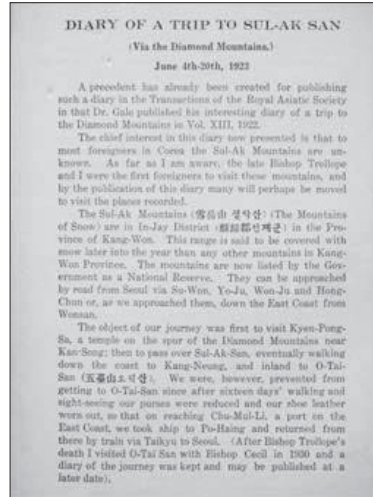 DIARY OF A TRIP TO SUL-AK SAN
(Via the Diamond Mountains.)
June 4th-20th, 1923
A precedent has already been created for publishing
such a diary in the Transactions of the Royal Asiatic Society
in that Dr. Gale published his interesting diary of a trip to
the Diamond Mountains in Vol. XIII, 1922.
The chief interest in this diary now presented is that to
most foreigners in Corea the Sul-Ak Mountains are un-
known. As far as I am aware, the late Bishop Trollope
and I were the first foreigners to visit these mountains, and
by the publication of this diary many will perhaps be moved
to visit the places recorded.
The Sul-Ak Mountains (雪岳山 설악산) (The Mountains
of Snow) are in In-Jay District (麟蹄郡 인제군) in the Pro-
vince of Kang-Won. This range is said to be covered with
snow later into the year than any other mountains in Kang-
Won Province. The mountains are now listed by the Gov-
ernment as a National Reserve. They can be approached
by road from Seoul via Su-Won, Ye-Ju, Won-Ju and Hong-
Chun or, as we approached them, down the East Coast from
Wonsan.
The object of our journey was first to visit Kyen-Pong-
Sa, a temple on the spur of the Diamond Mountains near
Kan-Song; then to pass over Sul-Ak-San, eventually walking
down the coast to Kang-Neung, and inland to O-Tai-
San (五臺山 오딕산). We were, however, prevented from
getting to O-Tai-San since after sixteen days' walking and
sight-seeing our purses were reduced and our shoe leather
worn out, so that on reaching Chu-Mul-Li, a port on the
East Coast, we took ship to Po-Haing and returned from
there by train via Taikyu to Seoul. (After Bishop Trollope's
death I visited O-Tai San with Bishop Cecil in 1930 and a
diary of the journey was kept and may be published at a
later date).